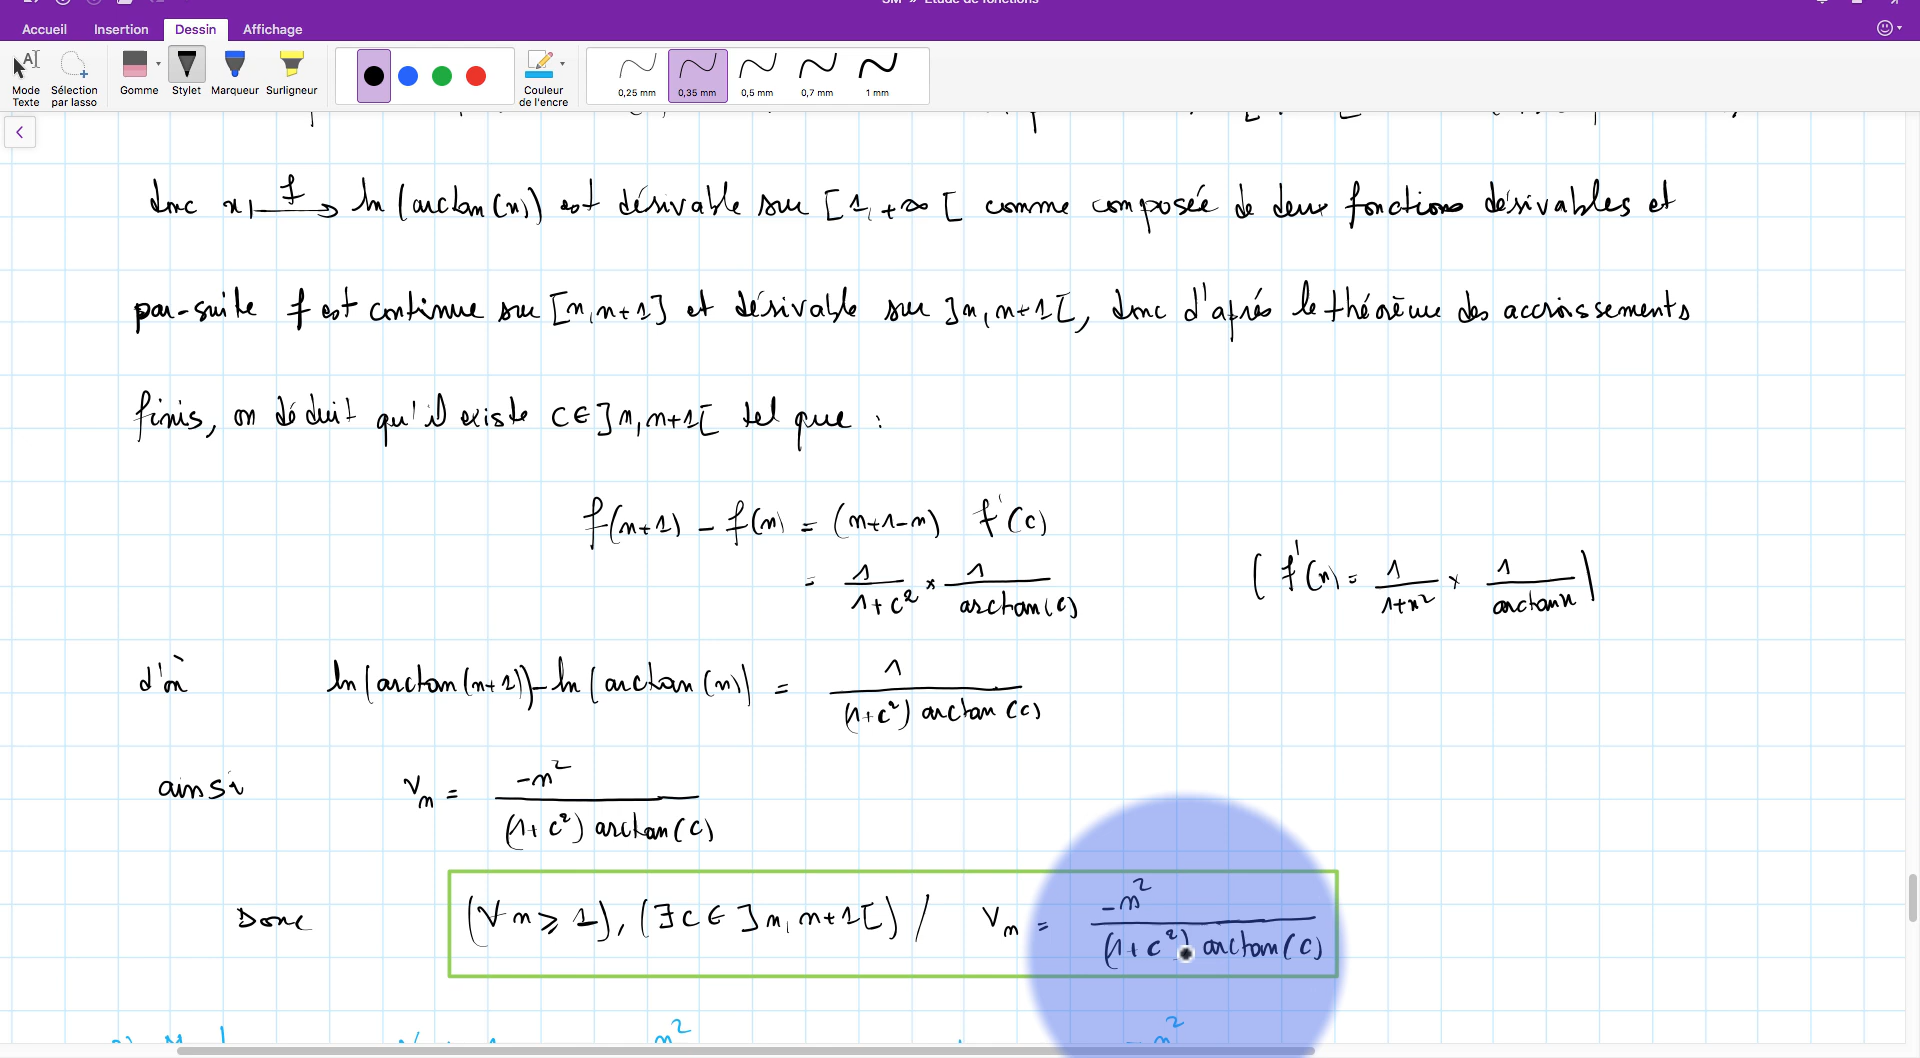 SM » Etude de fonctions
Accueil Insertion Dessin Affichage
Mode Texte Sélection par lasso Gomme Stylet Marqueur Surligneur Couleur de l'encre 0,25 mm 0,35 mm 0,5 mm 0,7 mm 1 mm
donc x |—f→ ln(arctan(x)) est dérivable sur [1,+∞[ comme composée de deux fonctions dérivables et
par-suite f est continue sur [n,n+1] et dérivable sur ]n,n+1[, donc d'après le théorème des accroissements
finis, on déduit qu'il existe c∈]n,n+1[ tel que :
f(n+1) - f(n) = (n+1-n) f'(c)
= 1/(1+c²) × 1/arctan(c) ( f'(x) = 1/(1+x²) × 1/arctan x )
d'où ln(arctan(n+1)) - ln(arctan(n)) = 1/((1+c²) arctan(c))
ainsi Vn = -n²/((1+c²) arctan(c))
Donc (∀n≥1), (∃c∈]n,n+1[) / Vn = -n²/((1+c²) arctan(c))